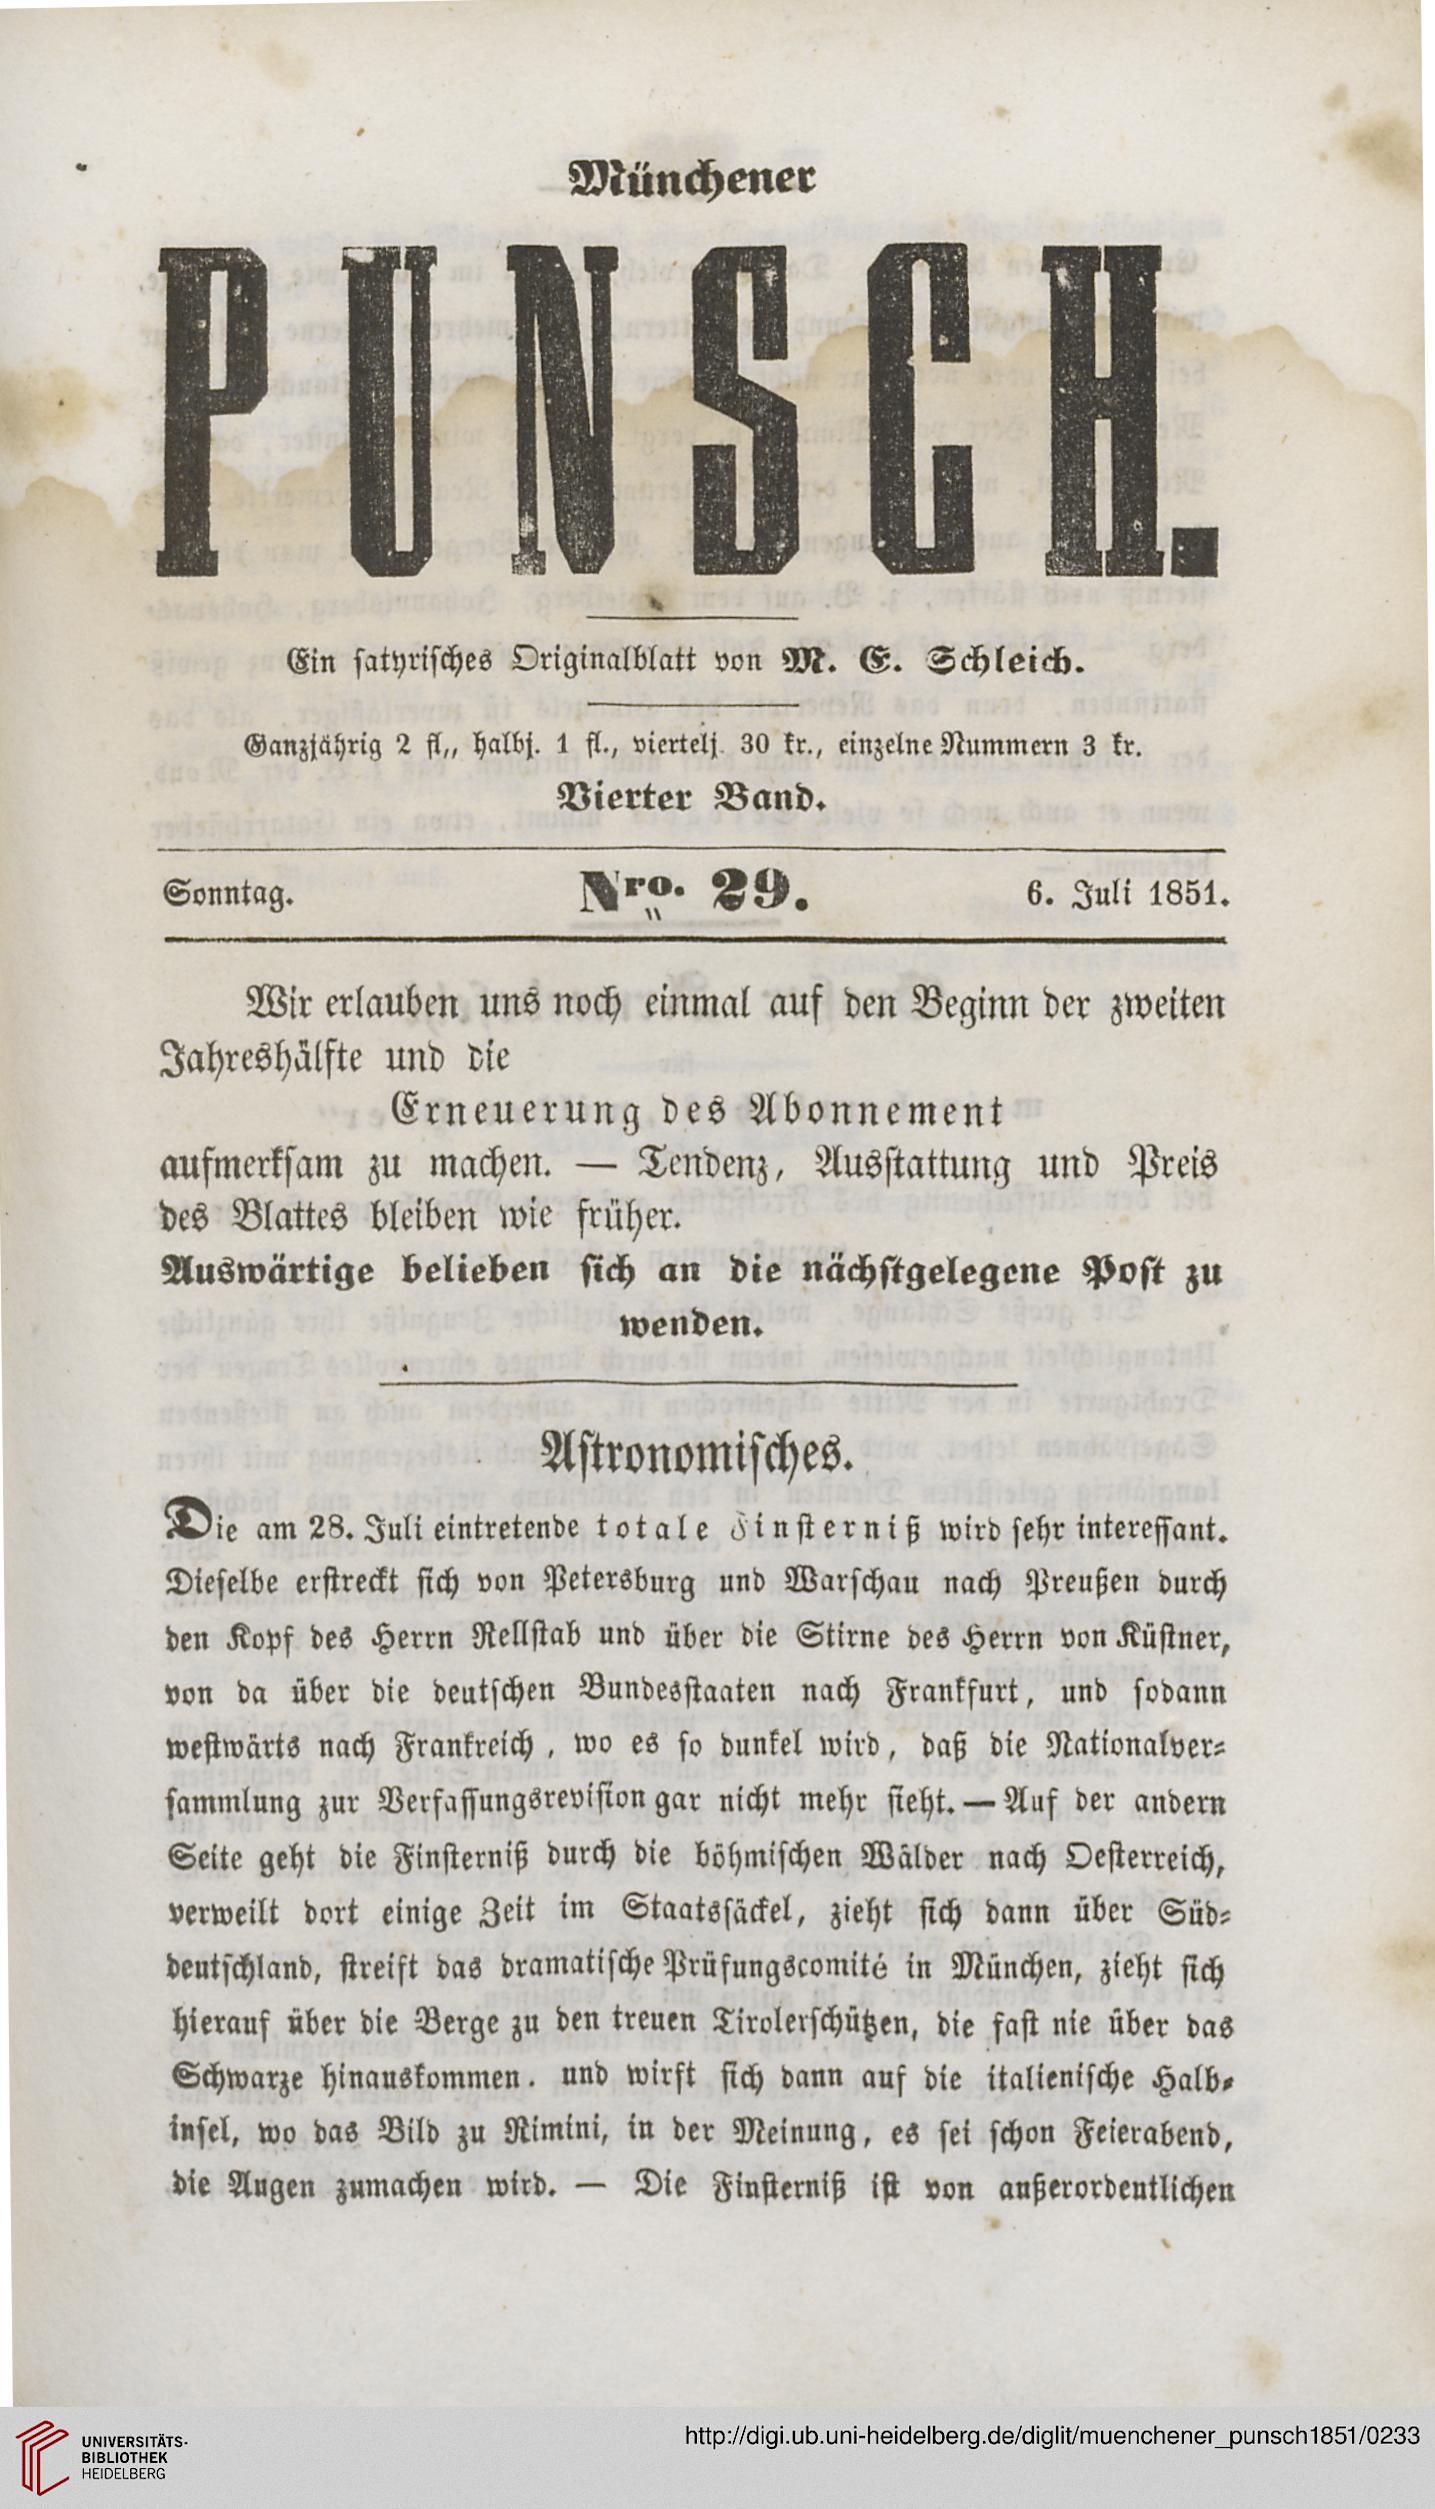 Münchener
PUNSCH.
Ein satyrisches Originalblatt von M. E. Schleich.
Ganzjährig 2 fl,, halbj. 1 fl., viertelj. 30 kr., einzelne Nummern 3 kr.
Vierter Band.
Sonntag. Nro. 29. 6. Juli 1851.
Wir erlauben uns noch einmal auf den Beginn der zweiten
Jahreshälfte und die
Erneuerung des Abonnement
aufmerksam zu machen. — Tendenz, Ausstattung und Preis
des Blattes bleiben wie früher.
Auswärtige belieben sich an die nächstgelegene Post zu
wenden.
Astronomisches.
Die am 28. Juli eintretende totale Finsterniß wird sehr interessant.
Dieselbe erstreckt sich von Petersburg und Warschau nach Preußen durch
den Kopf des Herrn Rellstab und über die Stirne des Herrn von Küstner,
von da über die deutschen Bundesstaaten nach Frankfurt, und sodann
westwärts nach Frankreich, wo es so dunkel wird, daß die Nationalver-
sammlung zur Verfassungsrevision gar nicht mehr sieht. — Auf der andern
Seite geht die Finsterniß durch die böhmischen Wälder nach Oesterreich,
verweilt dort einige Zeit im Staatssäckel, zieht sich dann über Süd-
deutschland, streift das dramatische Prüfungscomité in München, zieht sich
hierauf über die Berge zu den treuen Tirolerschützen, die fast nie über das
Schwarze hinauskommen. und wirft sich dann auf die italienische Halb-
insel, wo das Bild zu Rimini, in der Meinung, es sei schon Feierabend,
die Augen zumachen wird. — Die Finsterniß ist von außerordentlichen
UNIVERSITÄTS-
BIBLIOTHEK
HEIDELBERG
http://digi.ub.uni-heidelberg.de/diglit/muenchener_punsch1851/0233